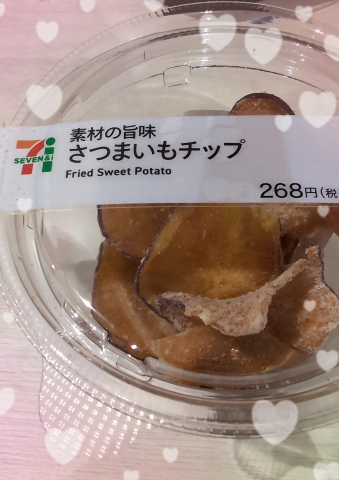 素材の旨味
さつまいもチップ
SEVEN&i
Fried Sweet Potato
268円(税